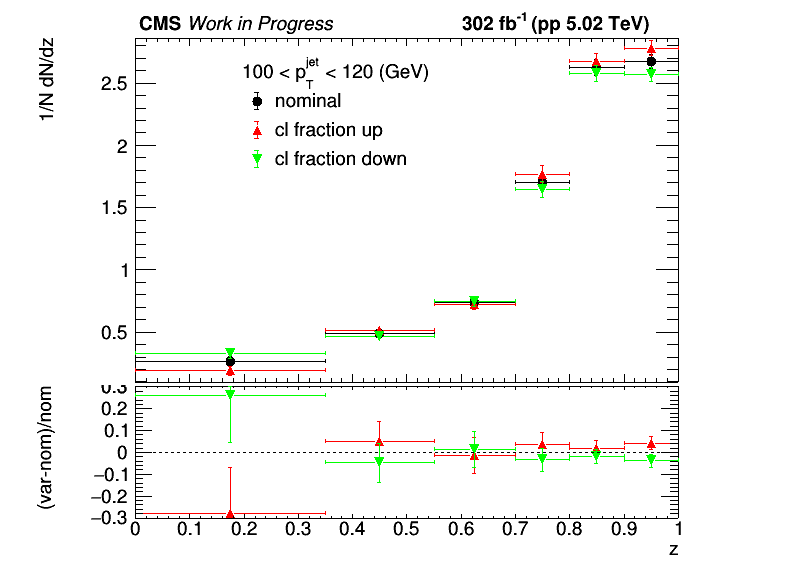 CMS Work in Progress 302 fb-1 (pp 5.02 TeV)
1/N dN/dz
100 < pTjet < 120 (GeV)
nominal
cl fraction up
cl fraction down
2.5
2
1.5
1
0.5
(var-nom)/nom
0.3
0.2
0.1
0
−0.1
−0.2
−0.3
0 0.1 0.2 0.3 0.4 0.5 0.6 0.7 0.8 0.9 1
z